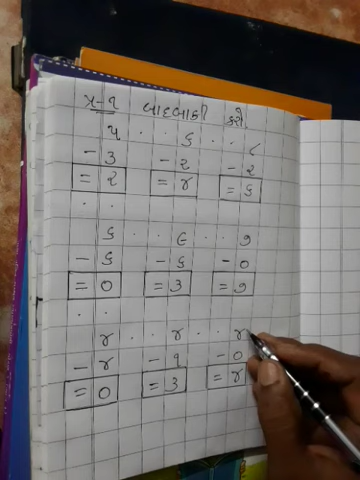 પ્ર-૧ બાદબાકી કરો.
૫ . . ૬ . . ૮
- ૩ - ૨ - ૨
= ૨ = ૪ = ૬
. .
૬ ૯ . . ૭
- ૬ - ૬ - ૦
= ૦ = ૩ = ૭
. .
૪ . . ૪ . . ૪
- ૪ - ૧ - ૦
= ૦ = ૩ = ૪